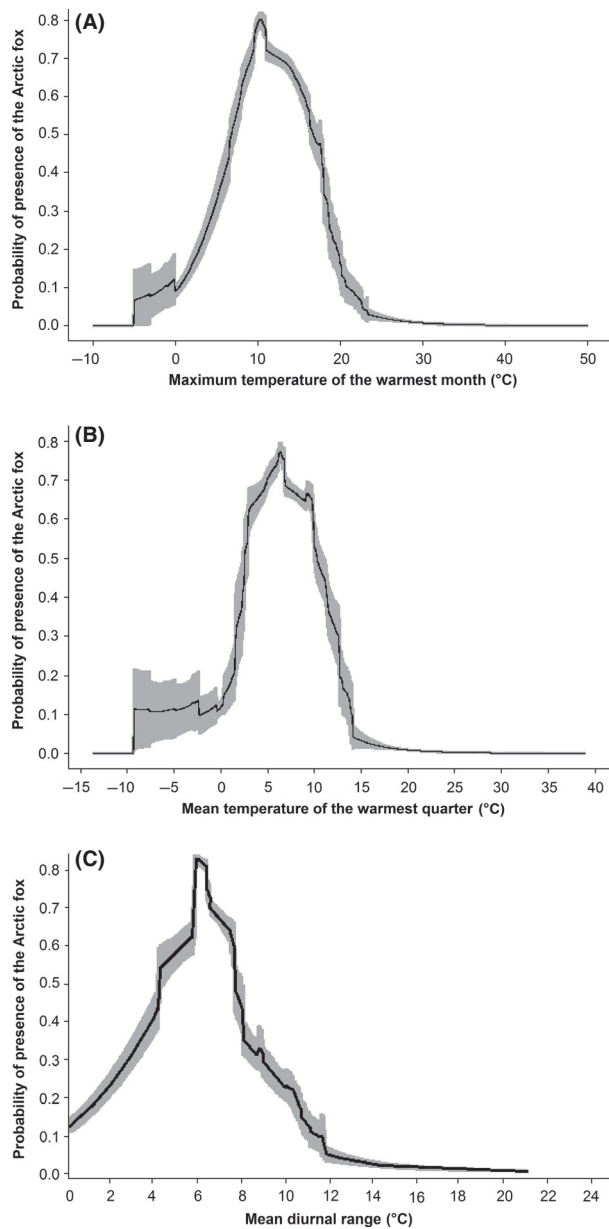 (A)
Probability of presence of the Arctic fox
0.8
0.7
0.6
0.5
0.4
0.3
0.2
0.1
0.0
−10 0 10 20 30 40 50
Maximum temperature of the warmest month (°C)
(B)
Probability of presence of the Arctic fox
0.8
0.7
0.6
0.5
0.4
0.3
0.2
0.1
0.0
−15 −10 −5 0 5 10 15 20 25 30 35 40
Mean temperature of the warmest quarter (°C)
(C)
Probability of presence of the Arctic fox
0.8
0.7
0.6
0.5
0.4
0.3
0.2
0.1
0.0
0 2 4 6 8 10 12 14 16 18 20 22 24
Mean diurnal range (°C)